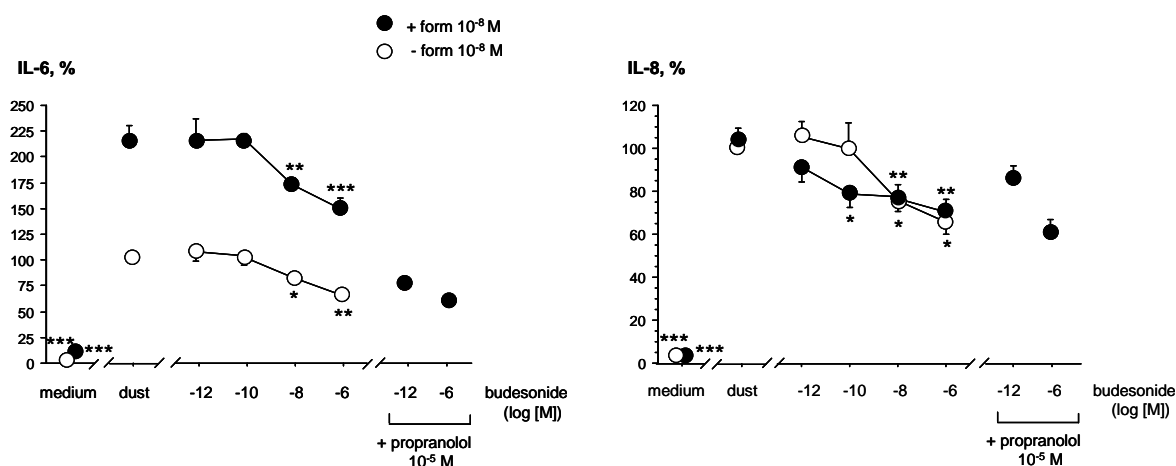 + form 10⁻⁸ M
- form 10⁻⁸ M
IL-6, %
250
225
200
175
150
125
100
75
50
25
0
**
***
*
**
***
***
medium dust -12 -10 -8 -6 -12 -6 budesonide
(log [M])
+ propranolol
10⁻⁵ M
IL-8, %
120
100
80
60
40
20
0
**
**
*
*
*
***
***
medium dust -12 -10 -8 -6 -12 -6 budesonide
(log [M])
+ propranolol
10⁻⁵ M